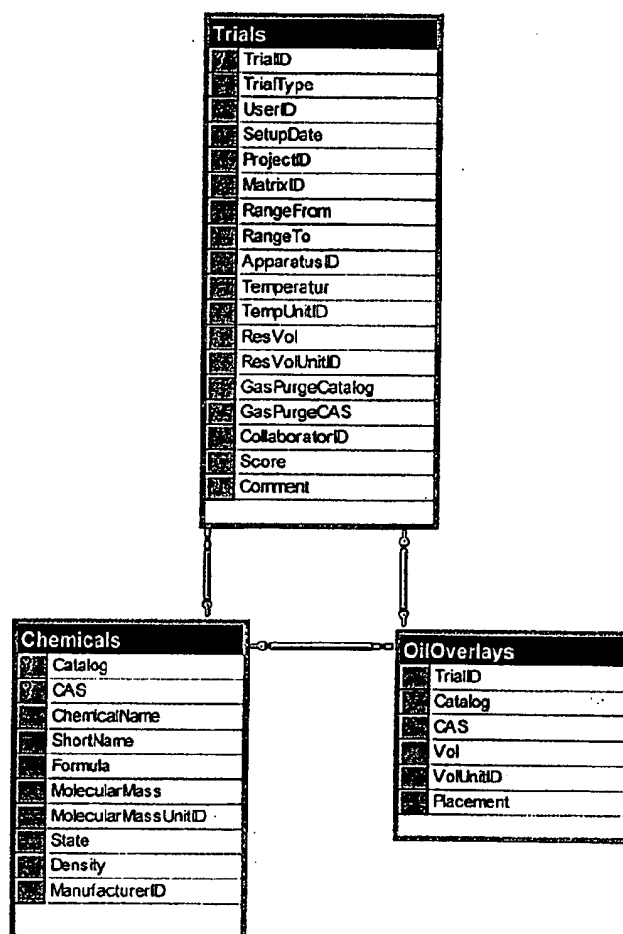 Trials
TrialID
TrialType
UserID
SetupDate
ProjectID
MatrixID
RangeFrom
RangeTo
ApparatusID
Temperatur
TempUnitID
ResVol
ResVolUnitID
GasPurgeCatalog
GasPurgeCAS
CollaboratorID
Score
Comment
Chemicals
Catalog
CAS
ChemicalName
ShortName
Formula
MolecularMass
MolecularMassUnitID
State
Density
ManufacturerID
OilOverlays
TrialID
Catalog
CAS
Vol
VolUnitID
Placement